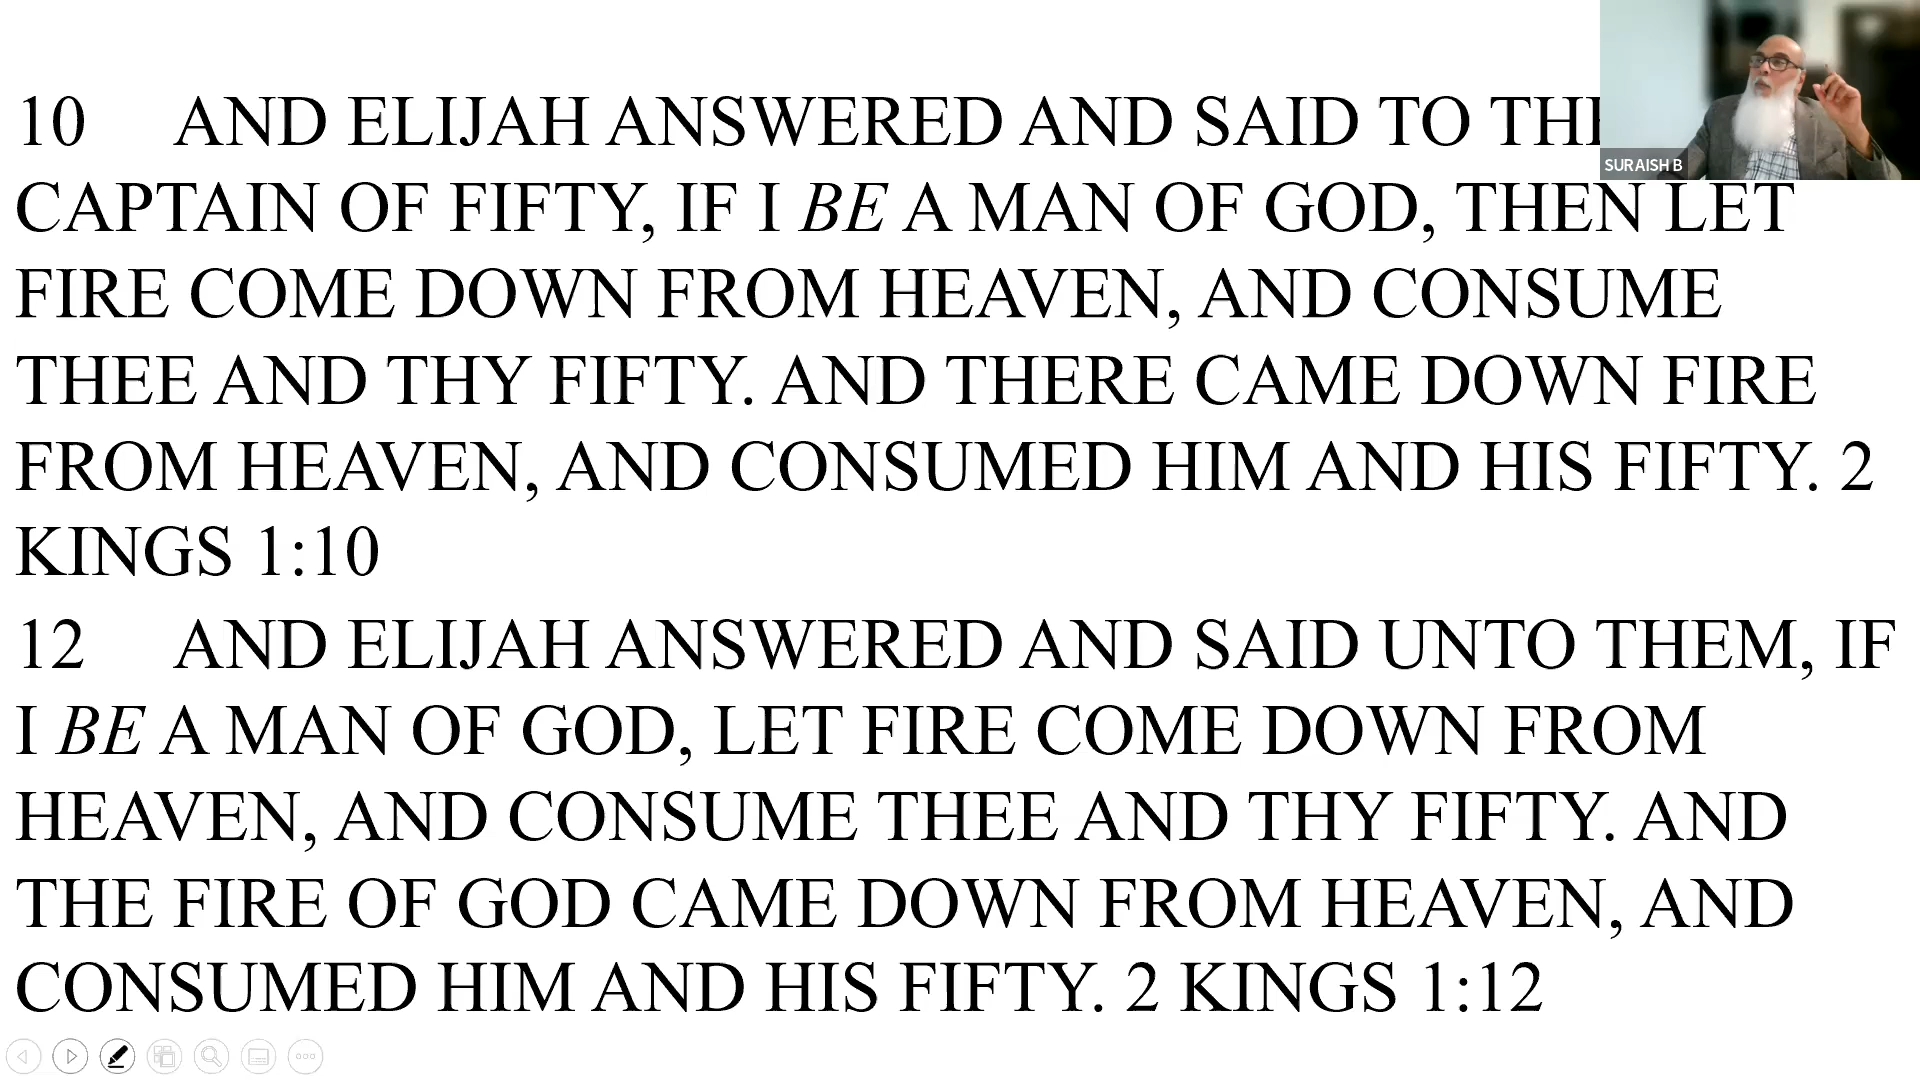 10 AND ELIJAH ANSWERED AND SAID TO
CAPTAIN OF FIFTY, IF I BE A MAN OF GOD, THEN LET
FIRE COME DOWN FROM HEAVEN, AND CONSUME
THEE AND THY FIFTY. AND THERE CAME DOWN FIRE
FROM HEAVEN, AND CONSUMED HIM AND HIS FIFTY. 2
KINGS 1:10
12 AND ELIJAH ANSWERED AND SAID UNTO THEM, IF
I BE A MAN OF GOD, LET FIRE COME DOWN FROM
HEAVEN, AND CONSUME THEE AND THY FIFTY. AND
THE FIRE OF GOD CAME DOWN FROM HEAVEN, AND
CONSUMED HIM AND HIS FIFTY. 2 KINGS 1:12
SURAISH B